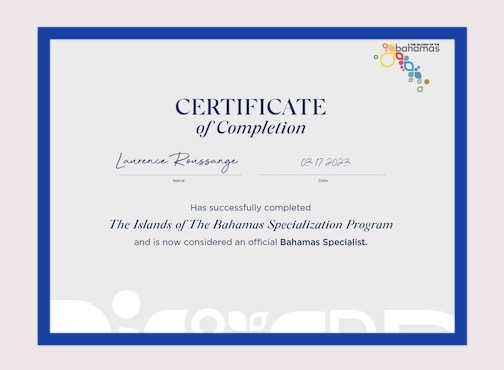 THE ISLANDS OF THE
bahamas
CERTIFICATE
of Completion
Laurence Roussange
03.17.2023
Name
Date
Has successfully completed
The Islands of The Bahamas Specialization Program
and is now considered an official Bahamas Specialist.